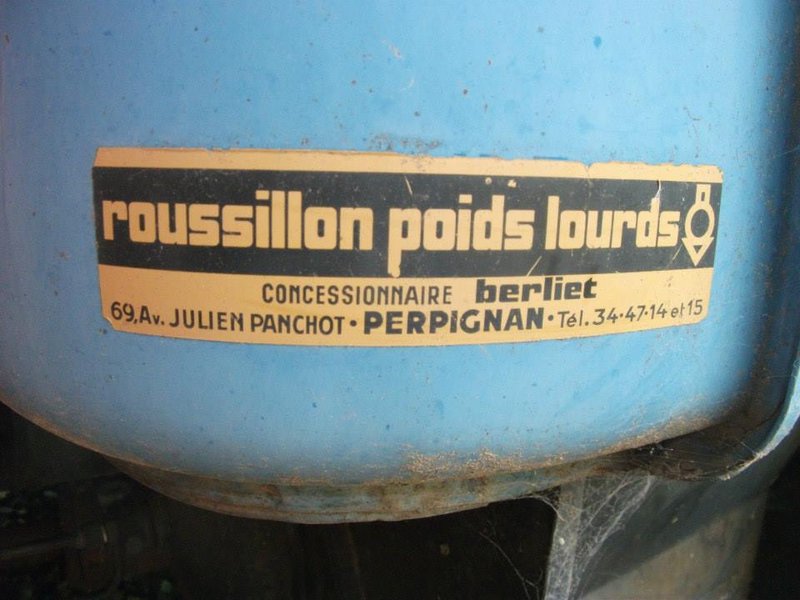 roussillon poids lourds
CONCESSIONNAIRE berliet
69, Av. JULIEN PANCHOT • PERPIGNAN • Tél. 34•47•14 et 15